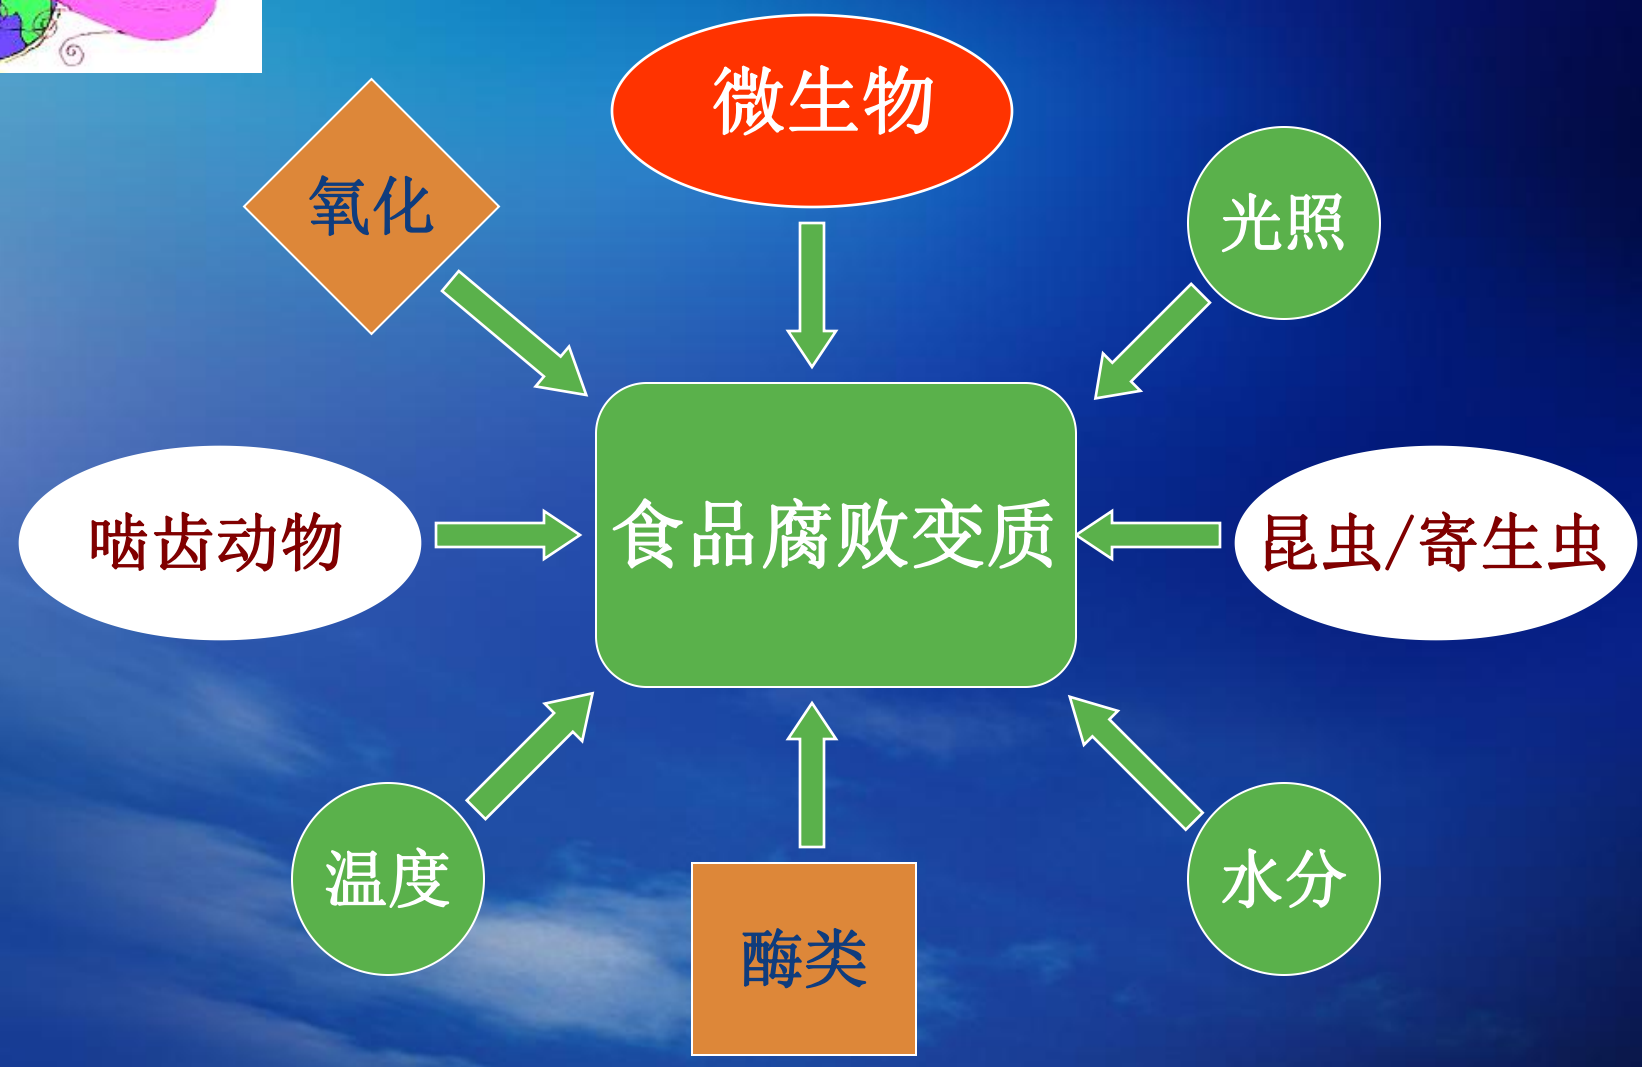 微生物
氧化
光照
啮齿动物
食品腐败变质
昆虫/寄生虫
温度
水分
酶类